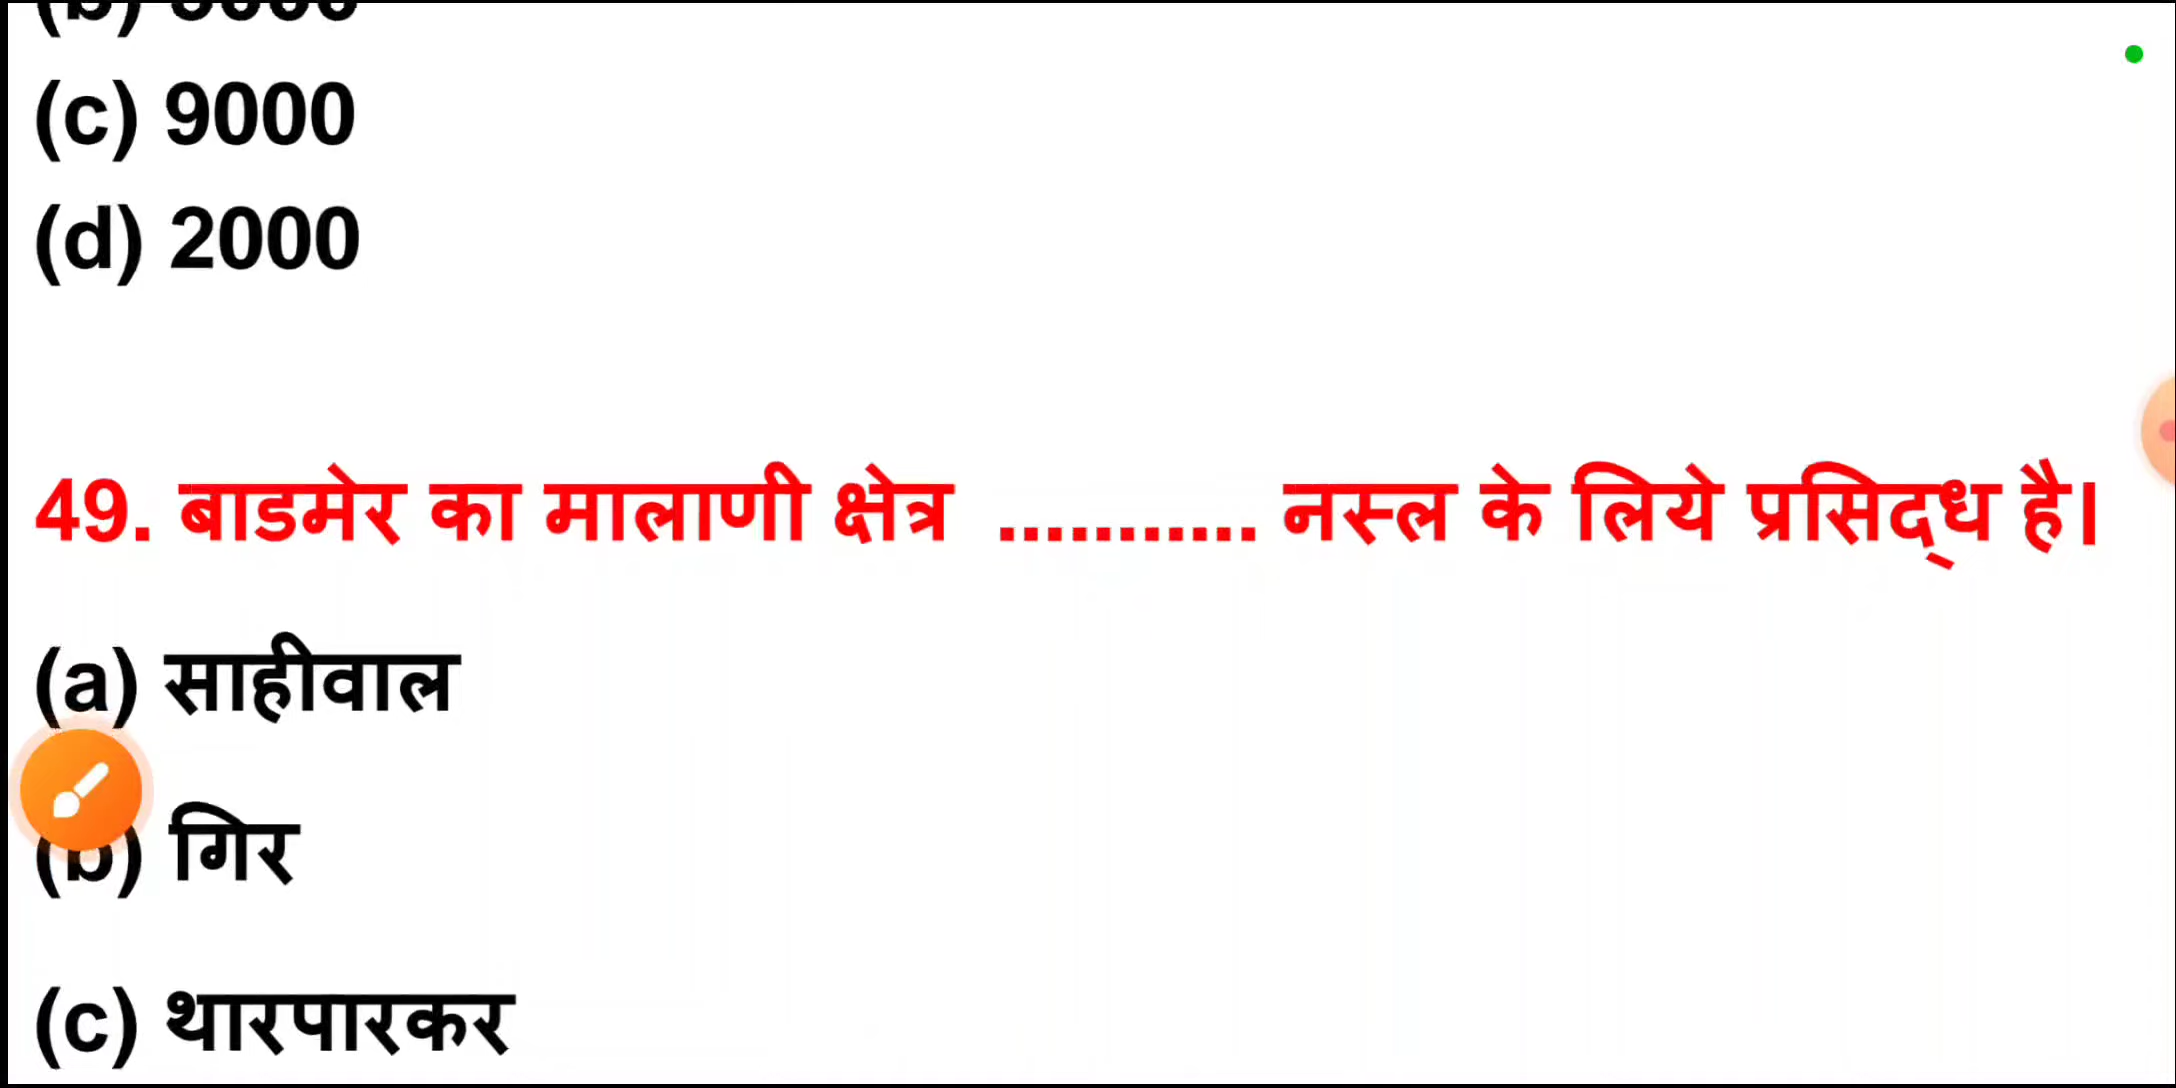 (c) 9000
(d) 2000
49. बाडमेर का मालाणी क्षेत्र ........... नस्ल के लिये प्रसिद्ध है।
(a) साहीवाल
(b) गिर
(c) थारपारकर